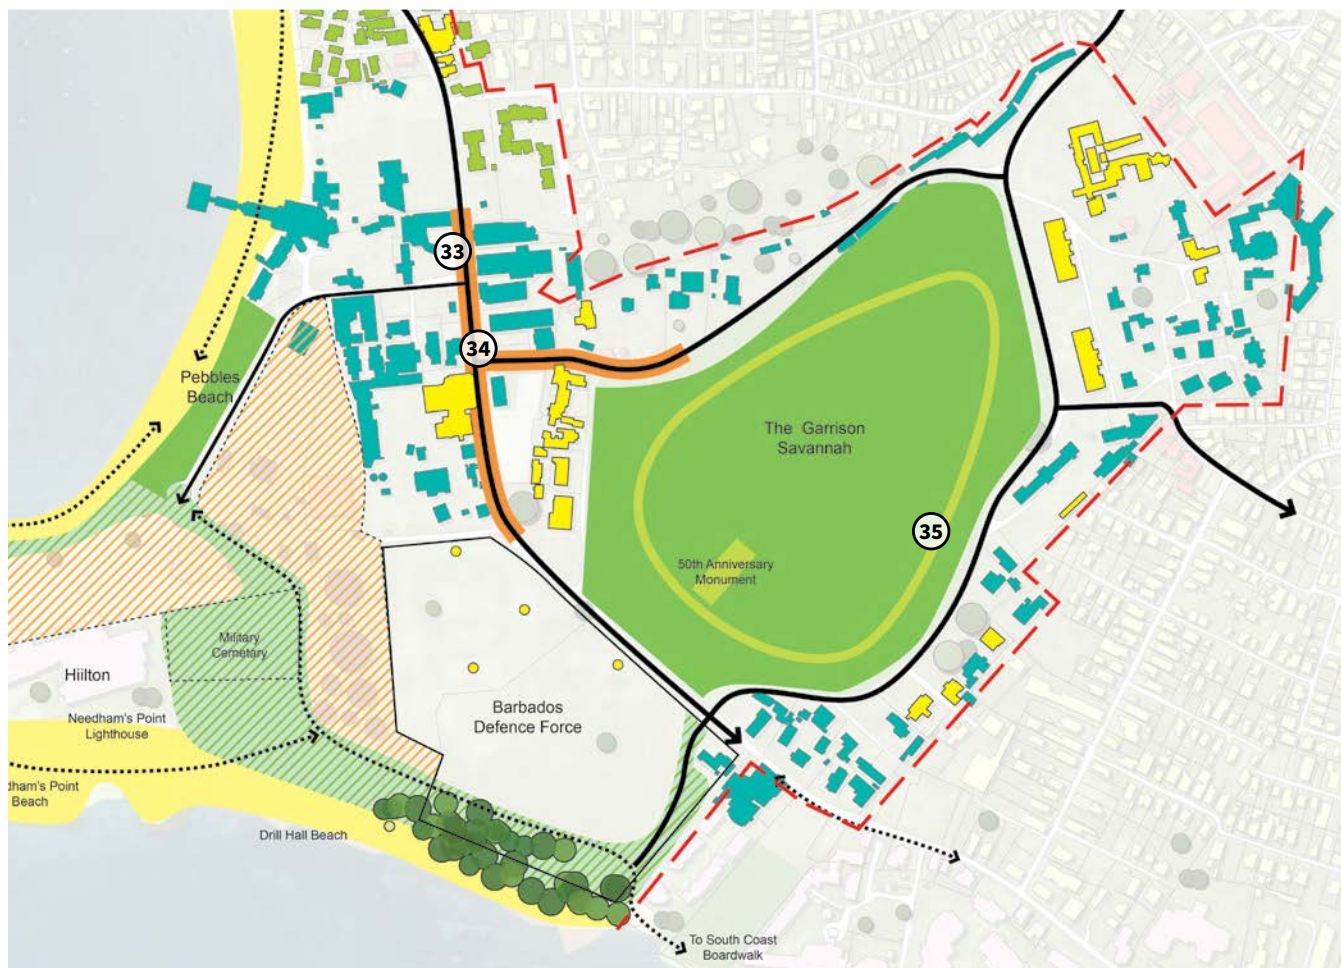 33
34
Pebbles
Beach
The Garrison
Savannah
35
50th Anniversary
Monument
Military
Cemetary
Hiilton
Needham's Point
Lighthouse
Barbados
Defence Force
dham's Point
Beach
Drill Hall Beach
To South Coast
Boardwalk